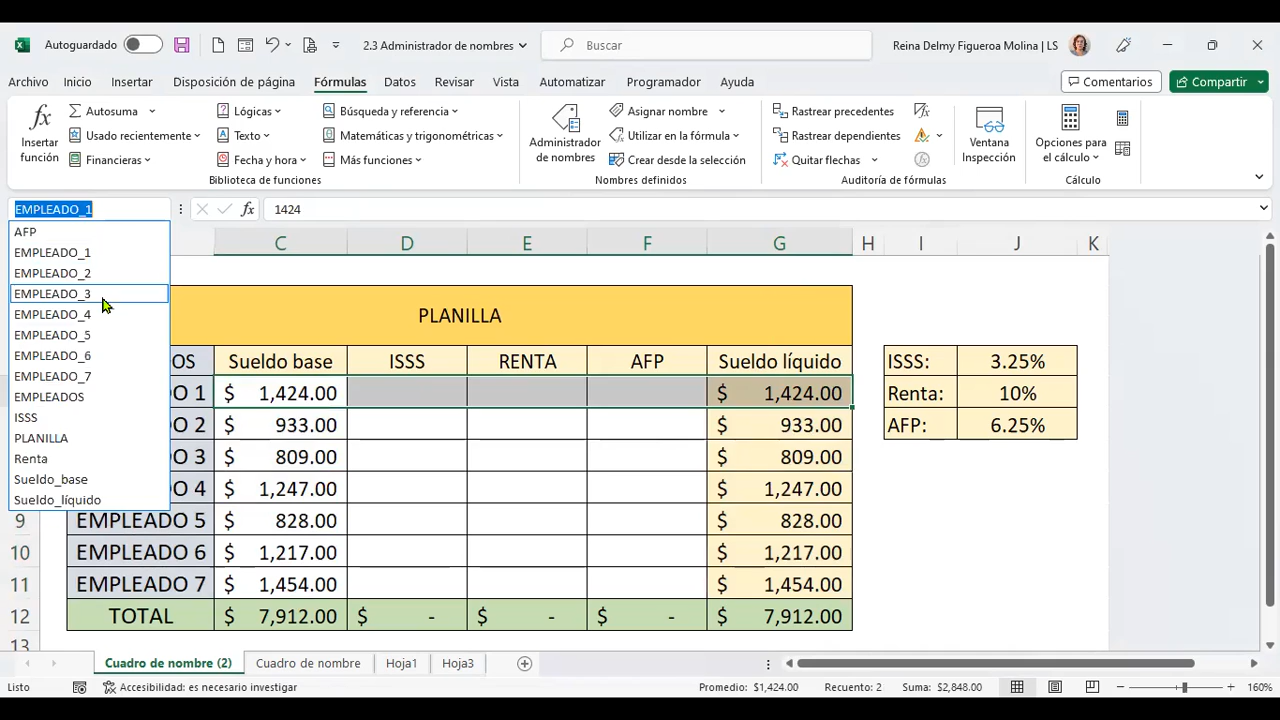 Autoguardado
2.3 Administrador de nombres
Buscar
Reina Delmy Figueroa Molina | LS
Archivo Inicio Insertar Disposición de página Fórmulas Datos Revisar Vista Automatizar Programador Ayuda
Comentarios Compartir
fx Insertar función
Autosuma Lógicas Búsqueda y referencia
Usado recientemente Texto Matemáticas y trigonométricas
Financieras Fecha y hora Más funciones
Biblioteca de funciones
Administrador de nombres
Asignar nombre
Utilizar en la fórmula
Crear desde la selección
Nombres definidos
Rastrear precedentes
Rastrear dependientes
Quitar flechas
fx
Auditoría de fórmulas
Ventana Inspección
Opciones para el cálculo
Cálculo
EMPLEADO_1 fx 1424
AFP
EMPLEADO_1
EMPLEADO_2
EMPLEADO_3
EMPLEADO_4
EMPLEADO_5
EMPLEADO_6
EMPLEADO_7
EMPLEADOS
ISSS
PLANILLA
Renta
Sueldo_base
Sueldo_líquido
C D E F G H I J K
PLANILLA
OS Sueldo base ISSS RENTA AFP Sueldo líquido ISSS: 3.25%
O 1 $ 1,424.00 $ 1,424.00 Renta: 10%
O 2 $ 933.00 $ 933.00 AFP: 6.25%
O 3 $ 809.00 $ 809.00
O 4 $ 1,247.00 $ 1,247.00
9 EMPLEADO 5 $ 828.00 $ 828.00
10 EMPLEADO 6 $ 1,217.00 $ 1,217.00
11 EMPLEADO 7 $ 1,454.00 $ 1,454.00
12 TOTAL $ 7,912.00 $ - $ - $ - $ 7,912.00
13
Cuadro de nombre (2) Cuadro de nombre Hoja1 Hoja3
Listo Accesibilidad: es necesario investigar Promedio: $1,424.00 Recuento: 2 Suma: $2,848.00 160%